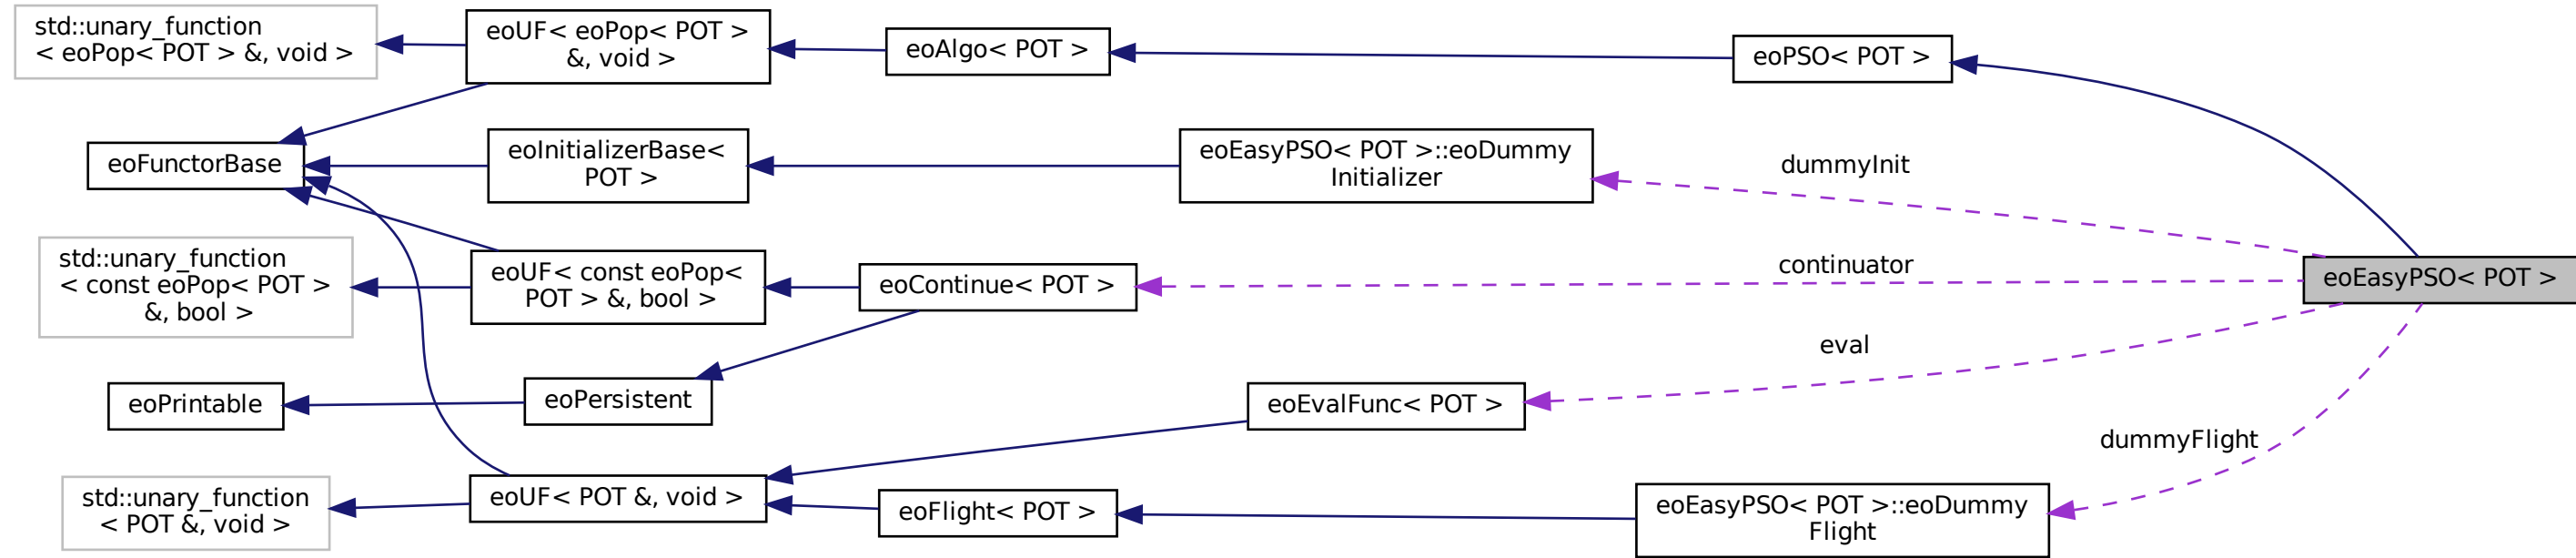 std::unary_function
< eoPop< POT > &, void >
eoUF< eoPop< POT >
&, void >
eoAlgo< POT >
eoPSO< POT >
eoFunctorBase
eoInitializerBase<
POT >
eoEasyPSO< POT >::eoDummy
Initializer
dummyInit
std::unary_function
< const eoPop< POT >
&, bool >
eoUF< const eoPop<
POT > &, bool >
eoContinue< POT >
continuator
eoEasyPSO< POT >
eoPrintable
eoPersistent
eoEvalFunc< POT >
eval
std::unary_function
< POT &, void >
eoUF< POT &, void >
eoFlight< POT >
eoEasyPSO< POT >::eoDummy
Flight
dummyFlight